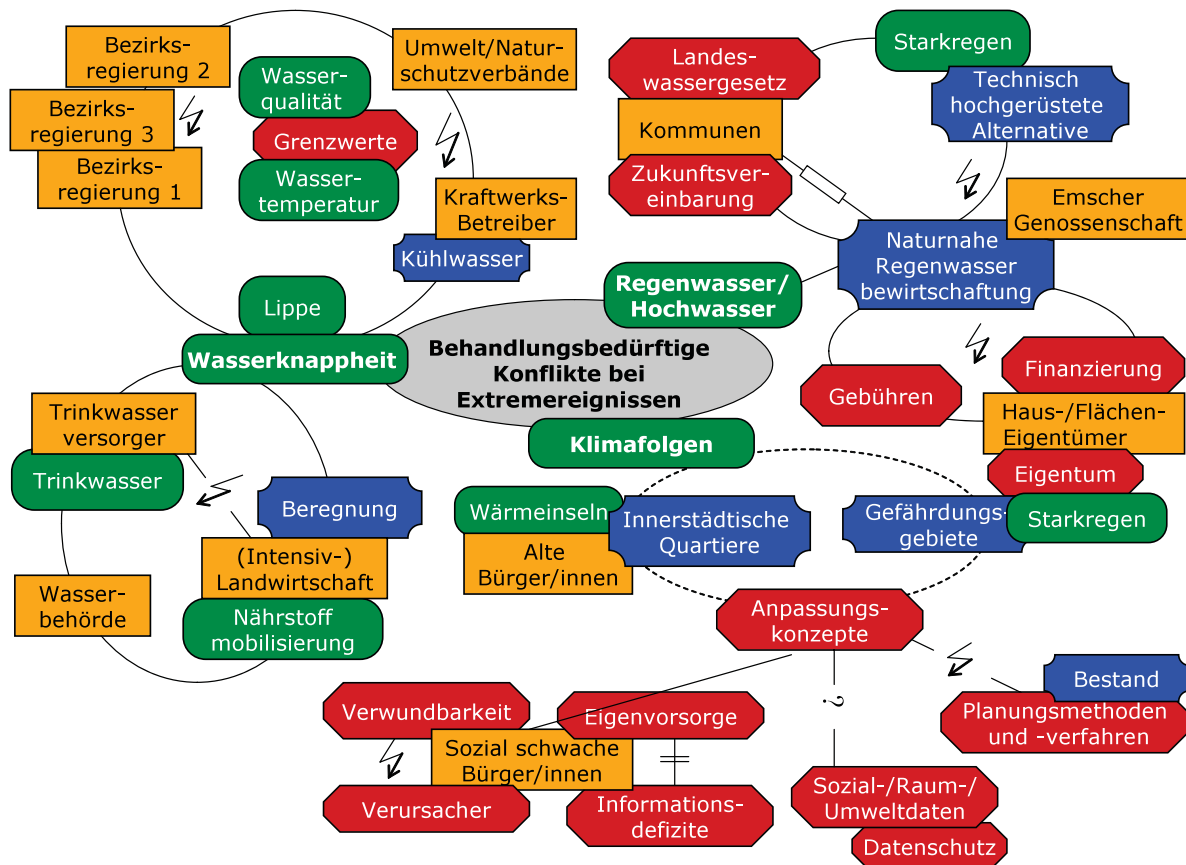 Bezirks-
regierung 2
Bezirks-
regierung 3
Bezirks-
regierung 1
Wasser-
qualität
Grenzwerte
Wasser-
temperatur
Umwelt/Natur-
schutzverbände
Kraftwerks-
Betreiber
Kühlwasser
Lippe
Wasserknappheit
Landes-
wassergesetz
Kommunen
Zukunftsver-
einbarung
Starkregen
Technisch
hochgerüstete
Alternative
Emscher
Genossenschaft
Naturnahe
Regenwasser
bewirtschaftung
Regenwasser/
Hochwasser
Behandlungsbedürftige
Konflikte bei
Extremereignissen
Klimafolgen
Gebühren
Finanzierung
Haus-/Flächen-
Eigentümer
Eigentum
Starkregen
Gefährdungs-
gebiete
Trinkwasser
versorger
Trinkwasser
Beregnung
(Intensiv-)
Landwirtschaft
Nährstoff
mobilisierung
Wasser-
behörde
Wärmeinseln
Innerstädtische
Quartiere
Alte
Bürger/innen
Anpassungs-
konzepte
Bestand
Planungsmethoden
und -verfahren
?
Verwundbarkeit
Eigenvorsorge
Sozial schwache
Bürger/innen
Verursacher
Informations-
defizite
Sozial-/Raum-/
Umweltdaten
Datenschutz